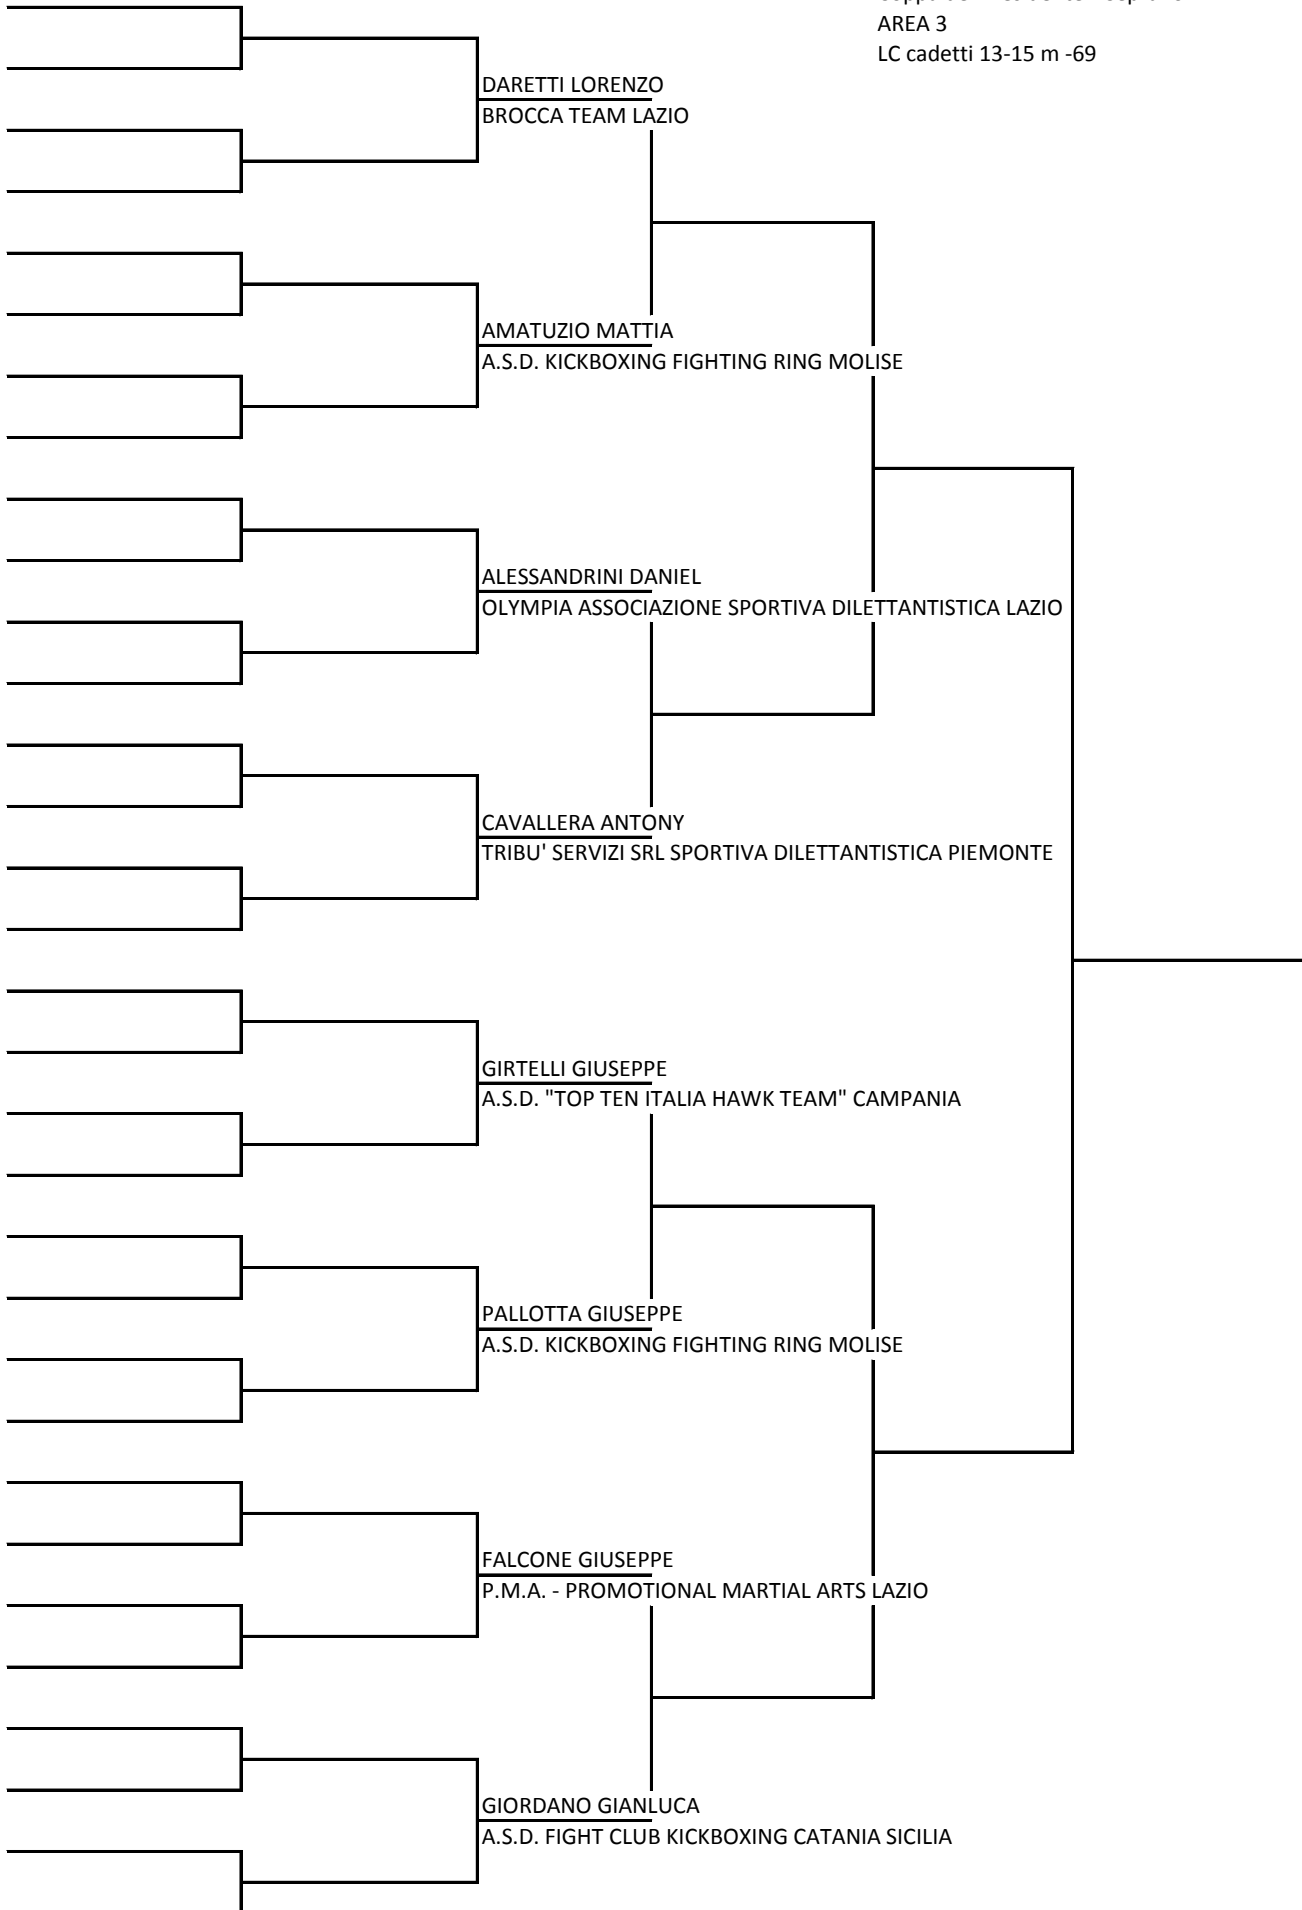 AREA 3
LC cadetti 13-15 m -69
DARETTI LORENZO
BROCCA TEAM LAZIO
AMATUZIO MATTIA
A.S.D. KICKBOXING FIGHTING RING MOLISE
ALESSANDRINI DANIEL
OLYMPIA ASSOCIAZIONE SPORTIVA DILETTANTISTICA LAZIO
CAVALLERA ANTONY
TRIBU' SERVIZI SRL SPORTIVA DILETTANTISTICA PIEMONTE
GIRTELLI GIUSEPPE
A.S.D. "TOP TEN ITALIA HAWK TEAM" CAMPANIA
PALLOTTA GIUSEPPE
A.S.D. KICKBOXING FIGHTING RING MOLISE
FALCONE GIUSEPPE
P.M.A. - PROMOTIONAL MARTIAL ARTS LAZIO
GIORDANO GIANLUCA
A.S.D. FIGHT CLUB KICKBOXING CATANIA SICILIA